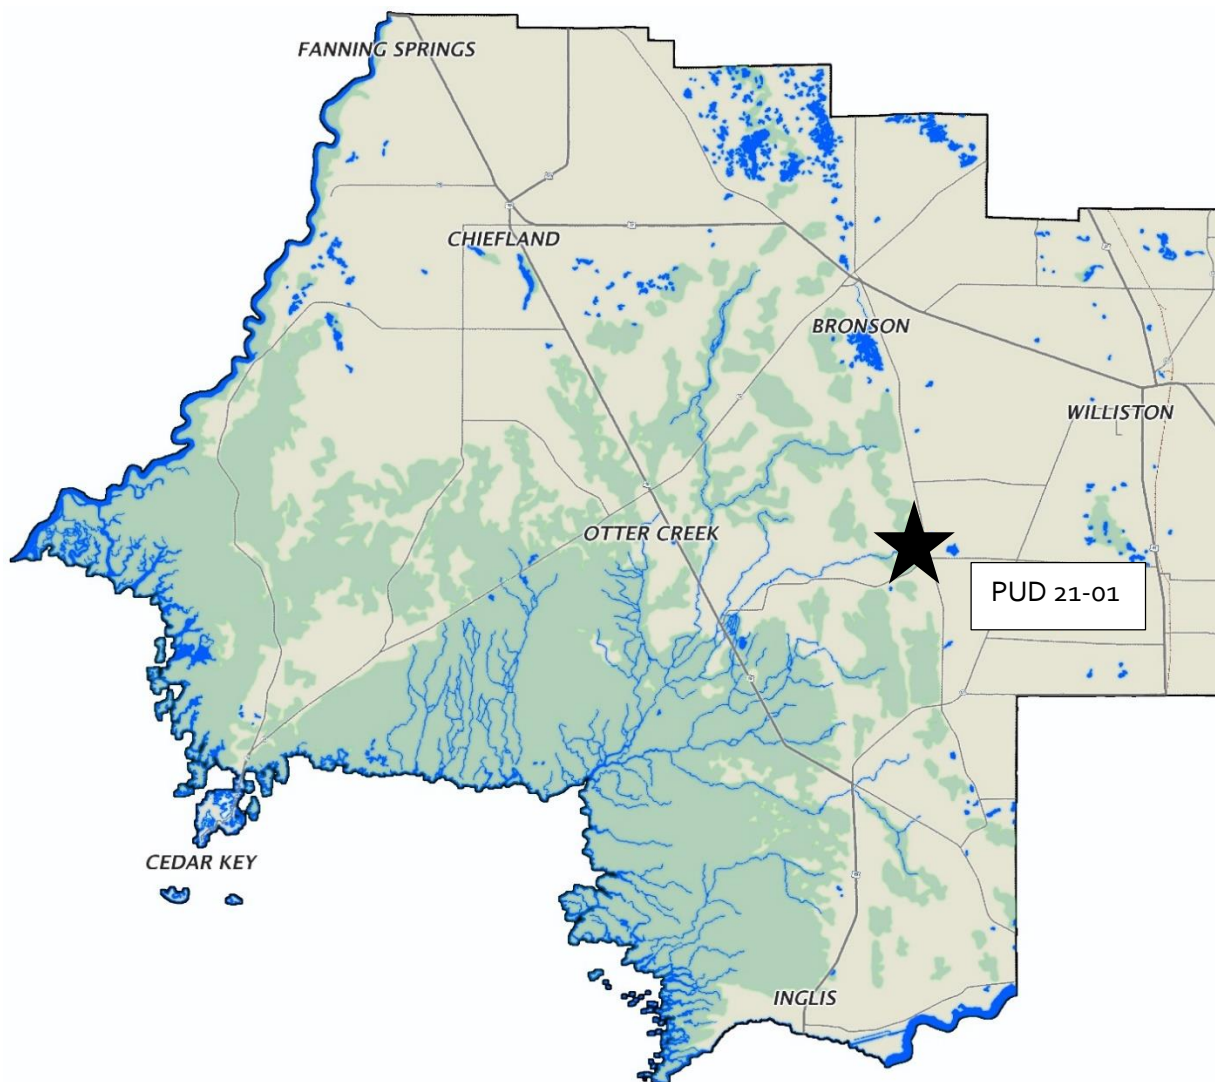 FANNING SPRINGS
CHIEFLAND
BRONSON
WILLISTON
OTTER CREEK
PUD 21-01
CEDAR KEY
INGLIS